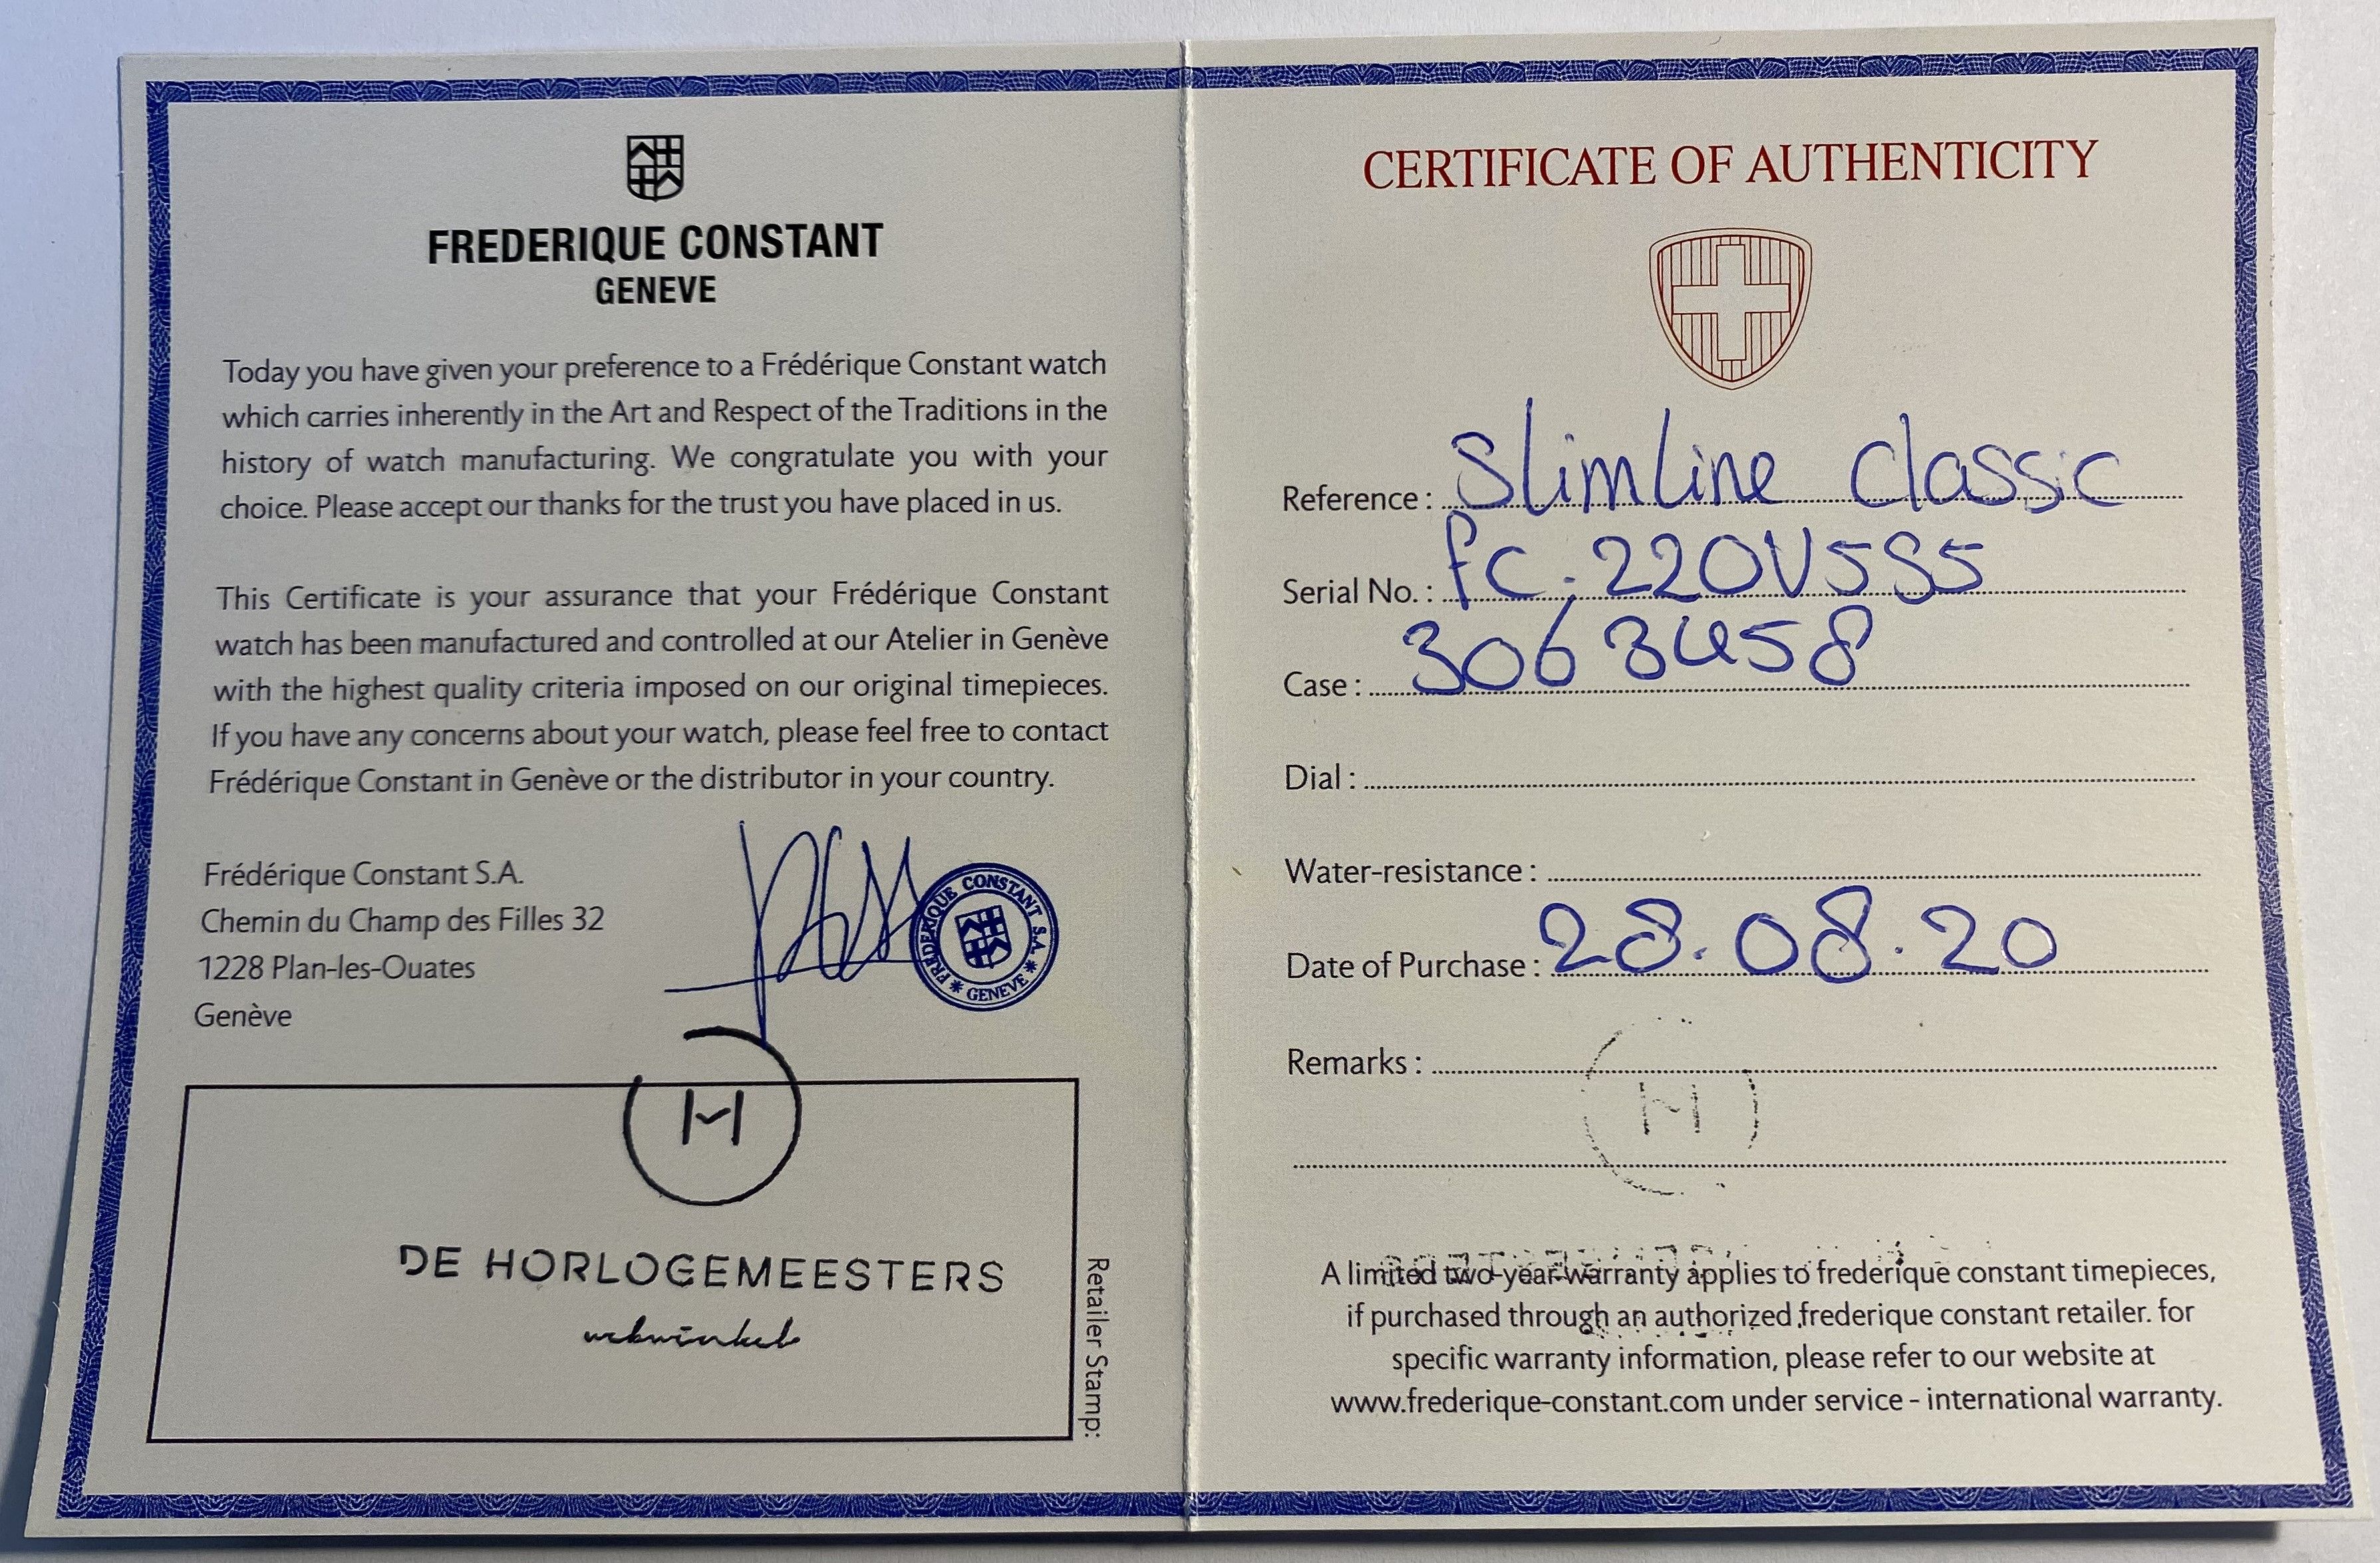 FREDERIQUE CONSTANT
GENEVE
Today you have given your preference to a Frédérique Constant watch
which carries inherently in the Art and Respect of the Traditions in the
history of watch manufacturing. We congratulate you with your
choice. Please accept our thanks for the trust you have placed in us.
This Certificate is your assurance that your Frédérique Constant
watch has been manufactured and controlled at our Atelier in Genève
with the highest quality criteria imposed on our original timepieces.
If you have any concerns about your watch, please feel free to contact
Frédérique Constant in Genève or the distributor in your country.
Frédérique Constant S.A.
Chemin du Champ des Filles 32
1228 Plan-les-Ouates
Genève
FREDERIQUE CONSTANT S.A. * GENEVE *
H
DE HORLOGEMEESTERS
webwinkel
Retailer Stamp:
CERTIFICATE OF AUTHENTICITY
Reference : Slimline Classic
Serial No. : fc.220V5S5
Case : 3063458
Dial :
Water-resistance :
Date of Purchase : 28.08.20
Remarks :
H
A limited two-year warranty applies to frederique constant timepieces,
if purchased through an authorized frederique constant retailer. for
specific warranty information, please refer to our website at
www.frederique-constant.com under service - international warranty.